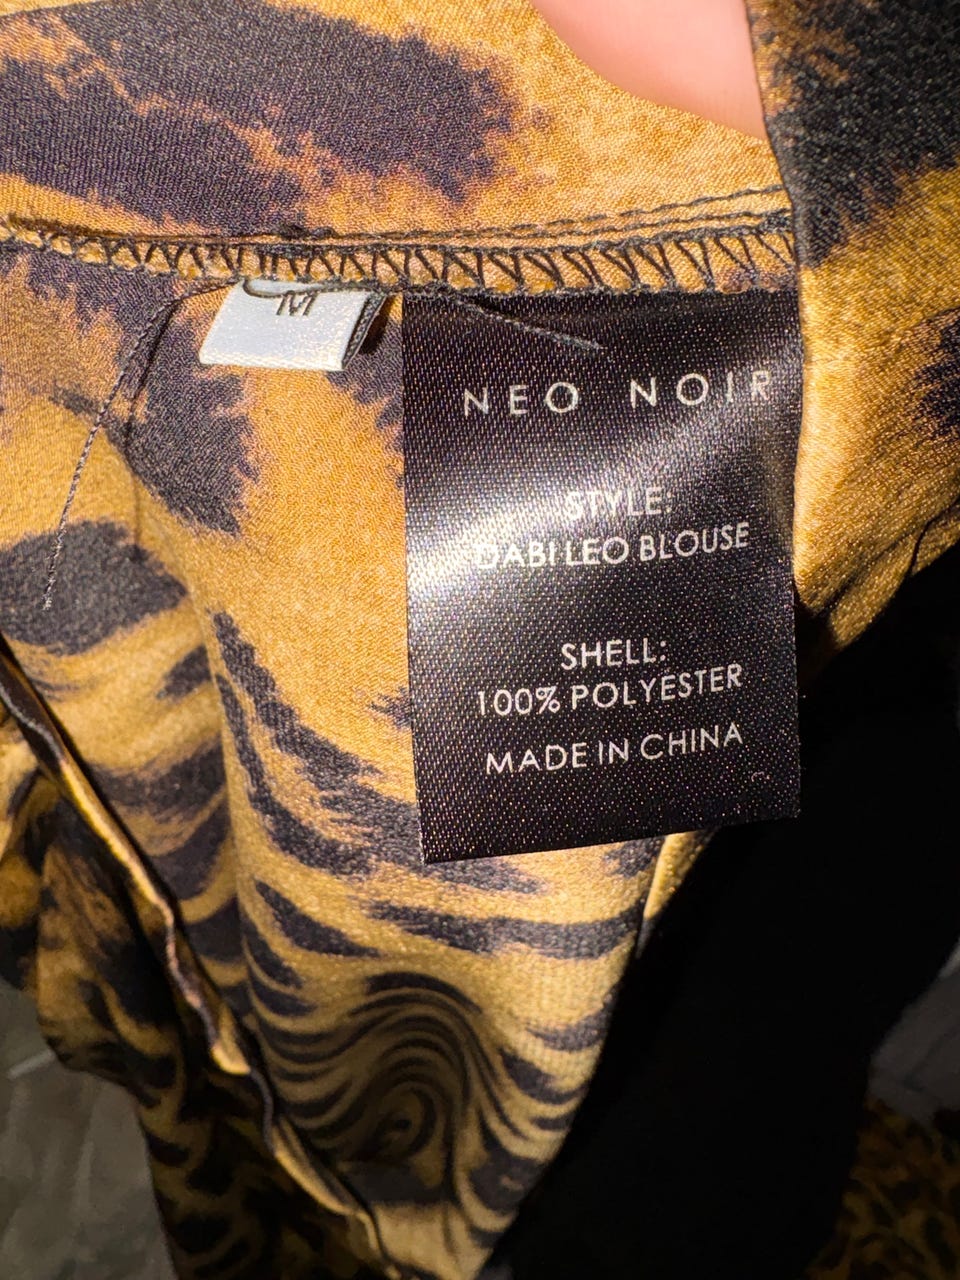 M
NEO NOIR
STYLE:
DABI LEO BLOUSE
SHELL:
100% POLYESTER
MADE IN CHINA